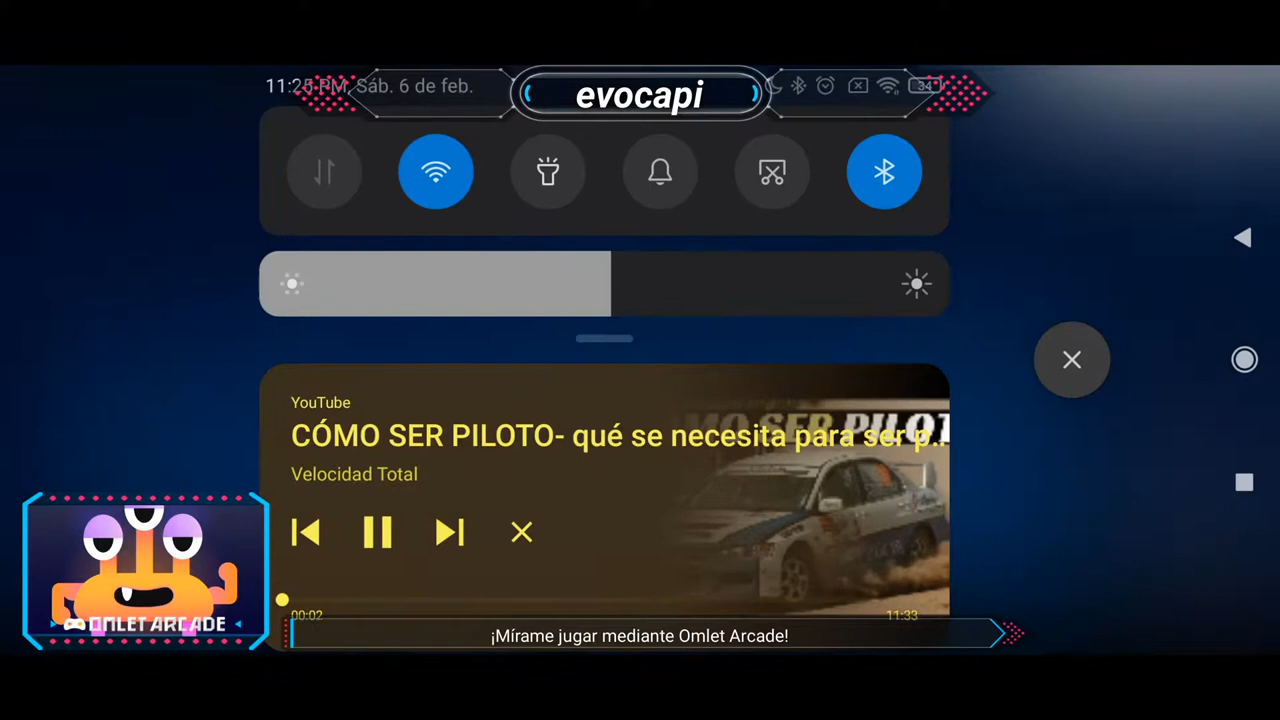 11:25 PM, Sáb. 6 de feb.
evocapi
34
YouTube
CÓMO SER PILOTO- qué se necesita para ser p..
Velocidad Total
00:02
11:33
OMLET ARCADE
¡Mírame jugar mediante Omlet Arcade!